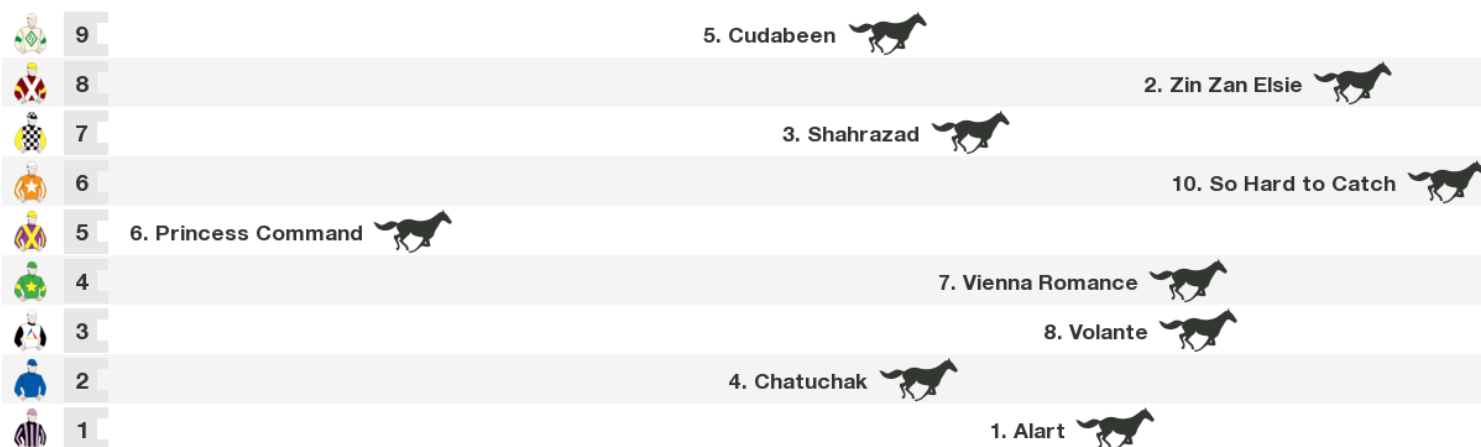 9 5. Cudabeen
8 2. Zin Zan Elsie
7 3. Shahrazad
6 10. So Hard to Catch
5 6. Princess Command
4 7. Vienna Romance
3 8. Volante
2 4. Chatuchak
1 1. Alart